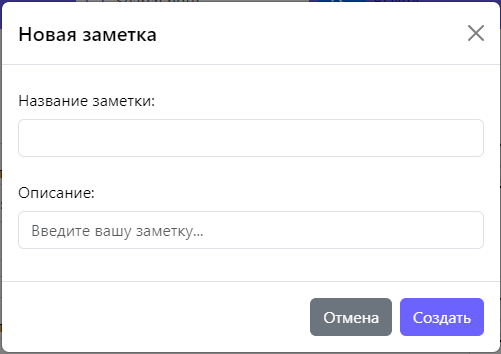 Новая заметка
Название заметки:
Описание:
Введите вашу заметку...
Отмена
Создать